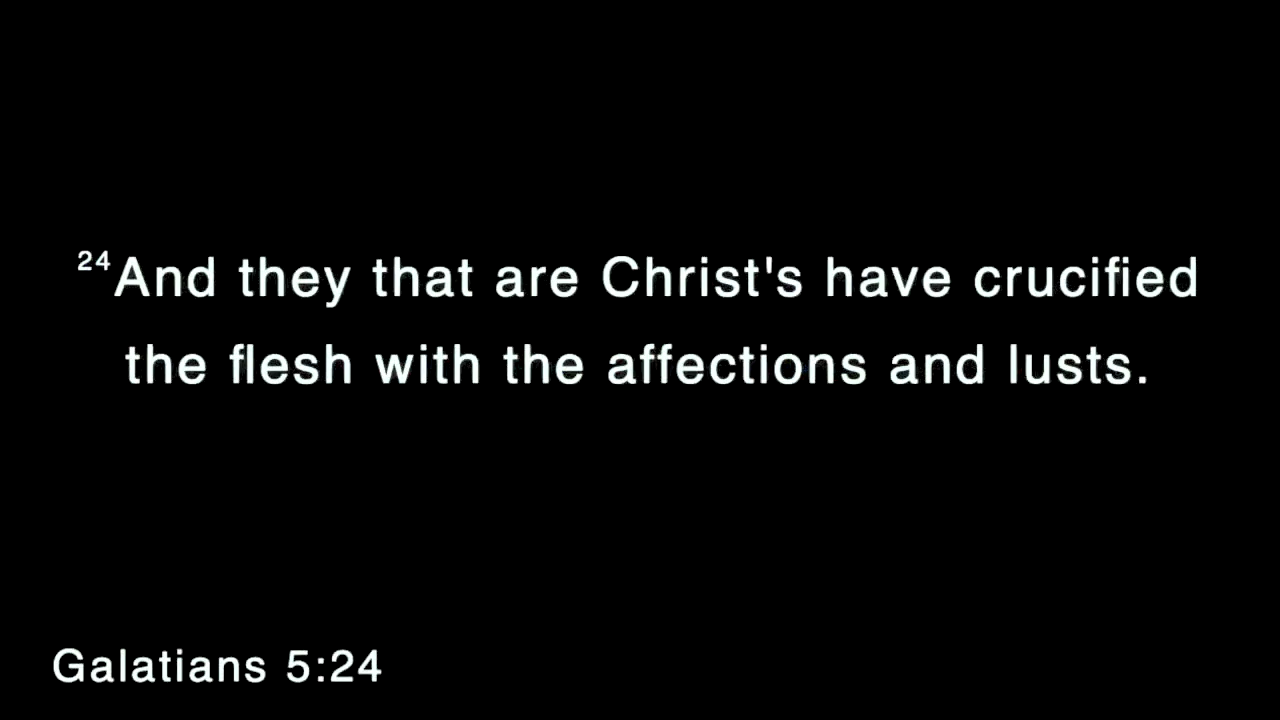 24And they that are Christ's have crucified
the flesh with the affections and lusts.
Galatians 5:24